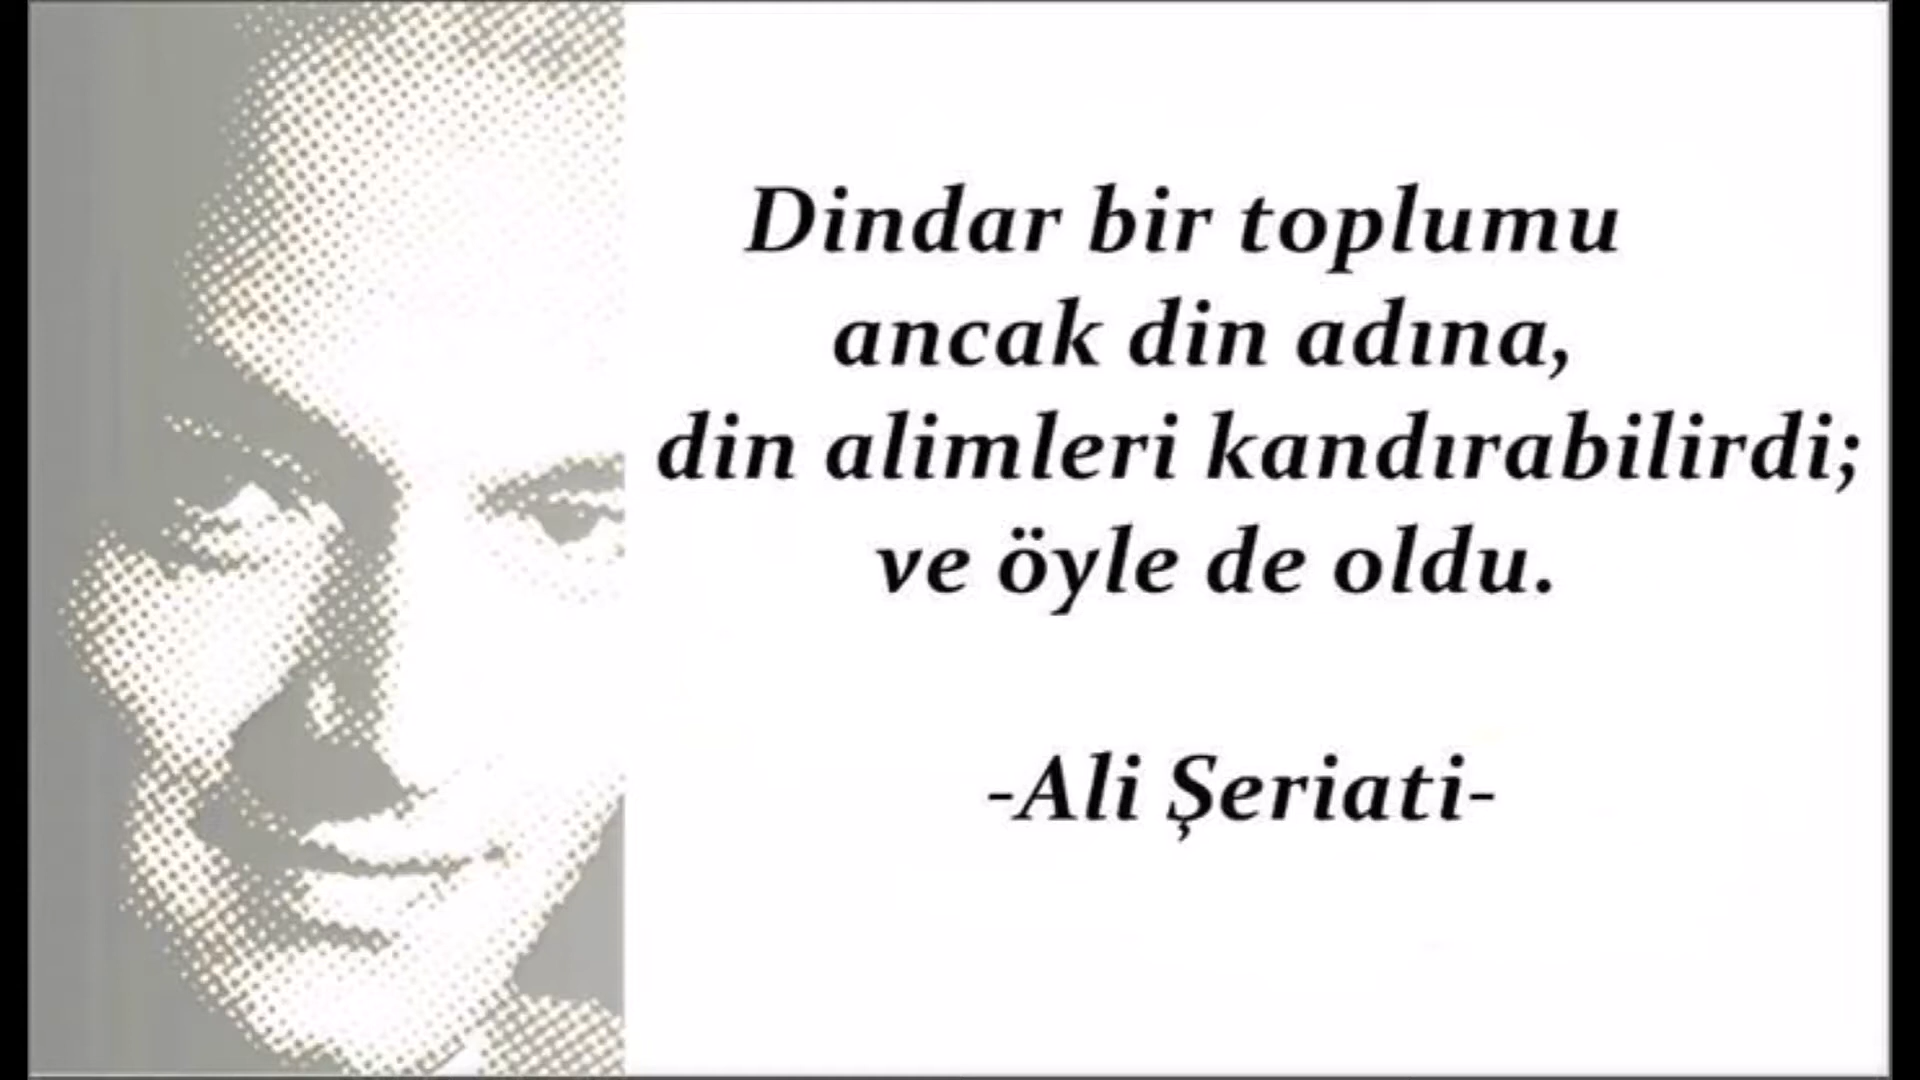 Dindar bir toplumu
ancak din adına,
din alimleri kandırabilirdi;
ve öyle de oldu.
-Ali Şeriati-